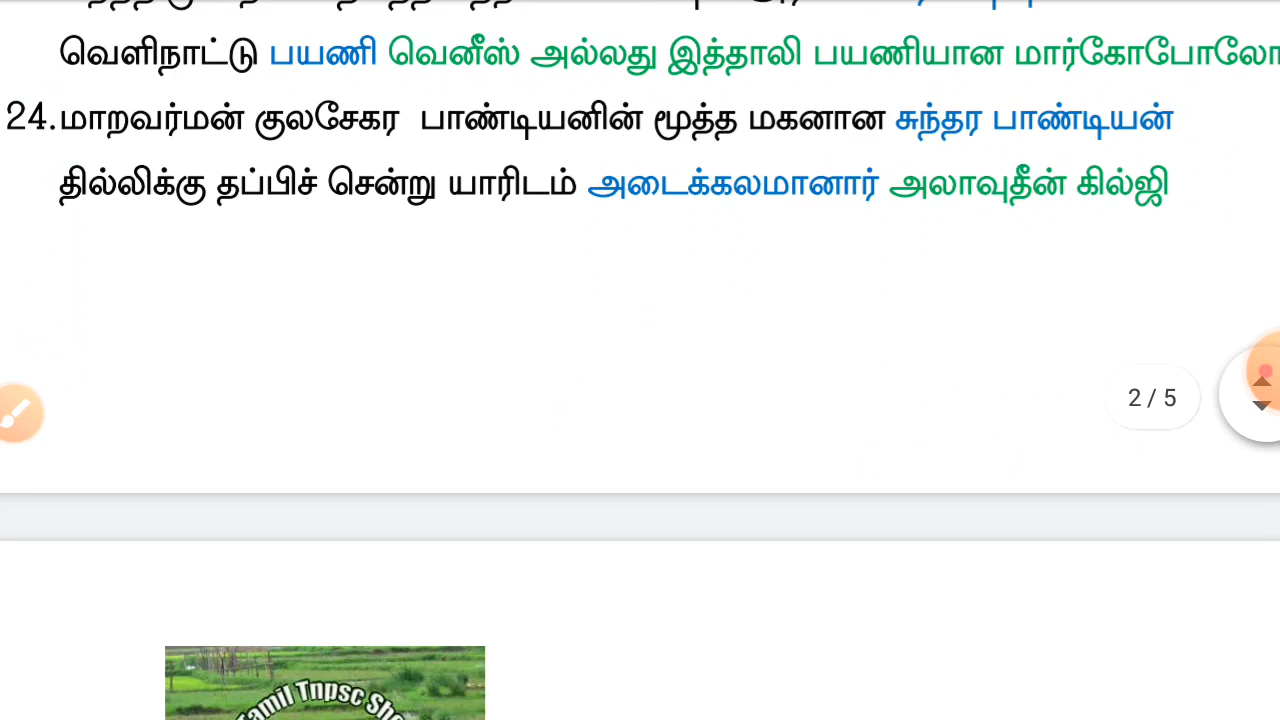 வெளிநாட்டு பயணி வெனீஸ் அல்லது இத்தாலி பயணியான மார்கோபோலோ
24.மாறவர்மன் குலசேகர பாண்டியனின் மூத்த மகனான சுந்தர பாண்டியன்
தில்லிக்கு தப்பிச் சென்று யாரிடம் அடைக்கலமானார் அலாவுதீன் கில்ஜி
2 / 5
Tnpsc